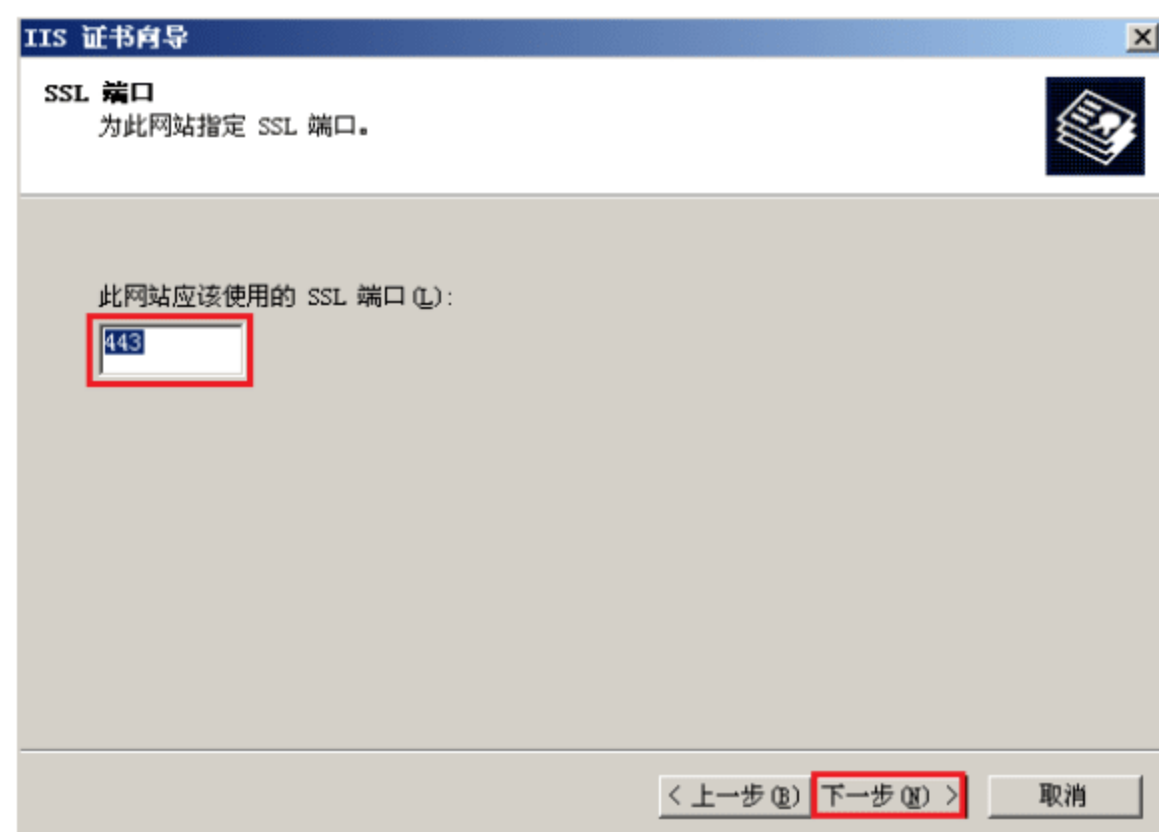 IIS 证书向导
SSL 端口
为此网站指定 SSL 端口。
此网站应该使用的 SSL 端口(L):
443
< 上一步(B) 下一步(N) > 取消